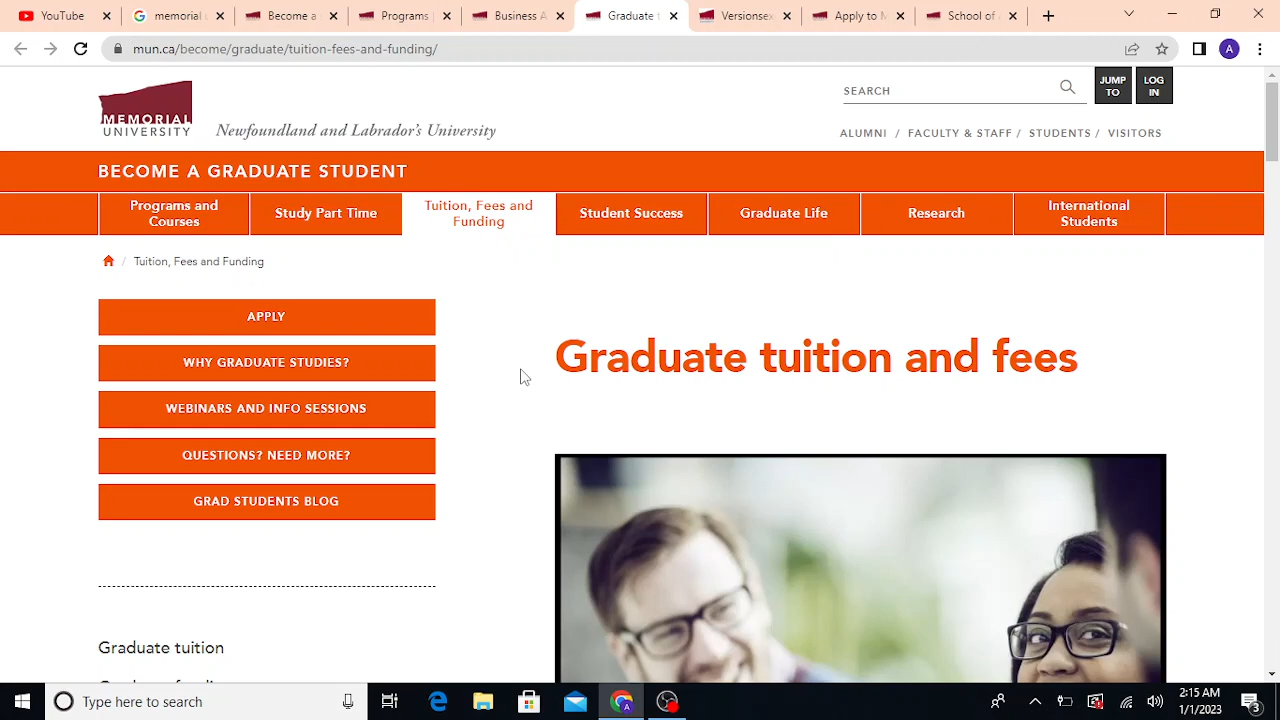 YouTube
memorial u
Become a
Programs
Business A
Graduate t
Versionsex
Apply to M
School of
mun.ca/become/graduate/tuition-fees-and-funding/
A
MEMORIAL
UNIVERSITY
Newfoundland and Labrador's University
SEARCH
JUMP
TO
LOG
IN
ALUMNI / FACULTY & STAFF / STUDENTS / VISITORS
BECOME A GRADUATE STUDENT
Programs and
Courses
Study Part Time
Tuition, Fees and
Funding
Student Success
Graduate Life
Research
International
Students
/ Tuition, Fees and Funding
APPLY
WHY GRADUATE STUDIES?
WEBINARS AND INFO SESSIONS
QUESTIONS? NEED MORE?
GRAD STUDENTS BLOG
Graduate tuition and fees
Graduate tuition
Type here to search
2:15 AM
1/1/2023
3